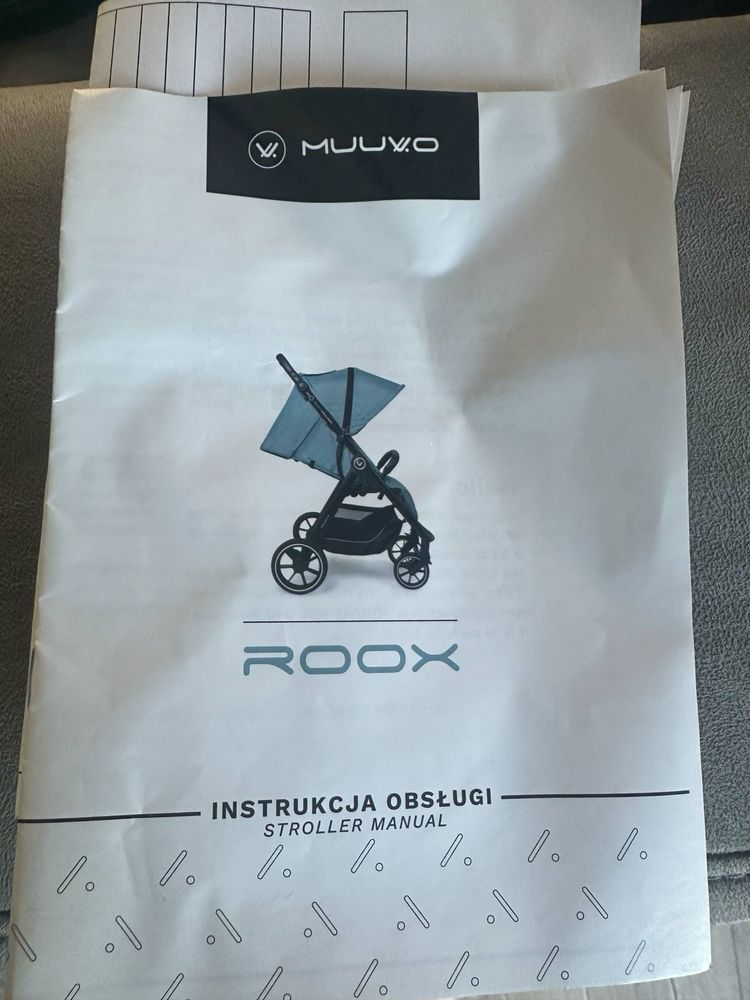 MUUVO
ROOX
INSTRUKCJA OBSŁUGI
STROLLER MANUAL